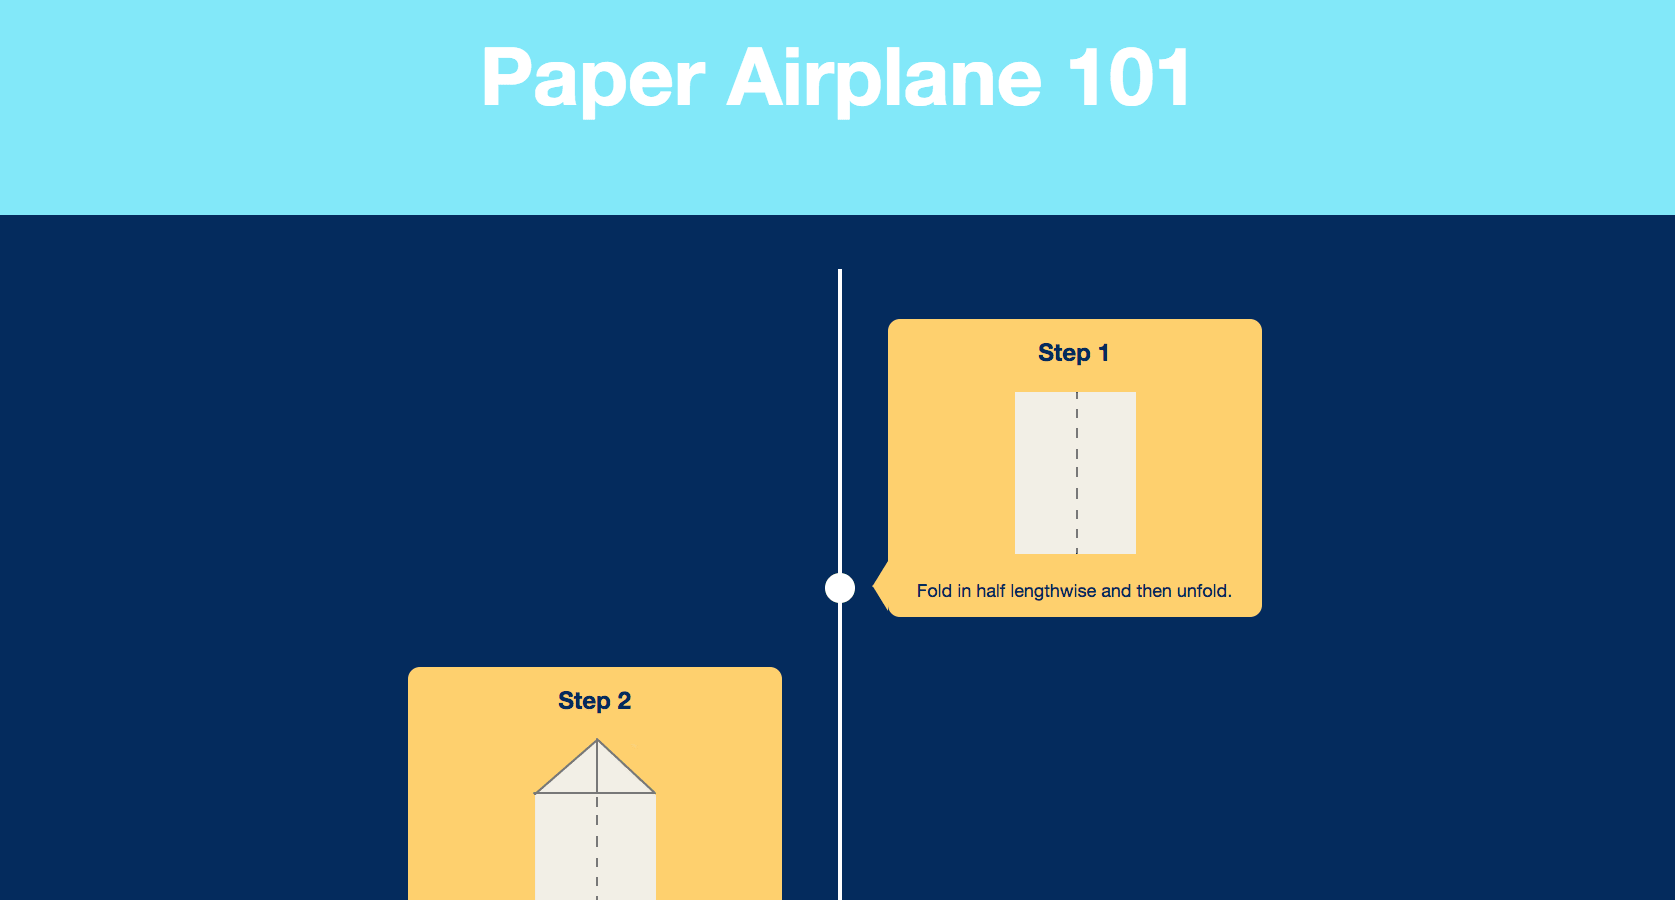 Paper Airplane 101
Step 1
Fold in half lengthwise and then unfold.
Step 2